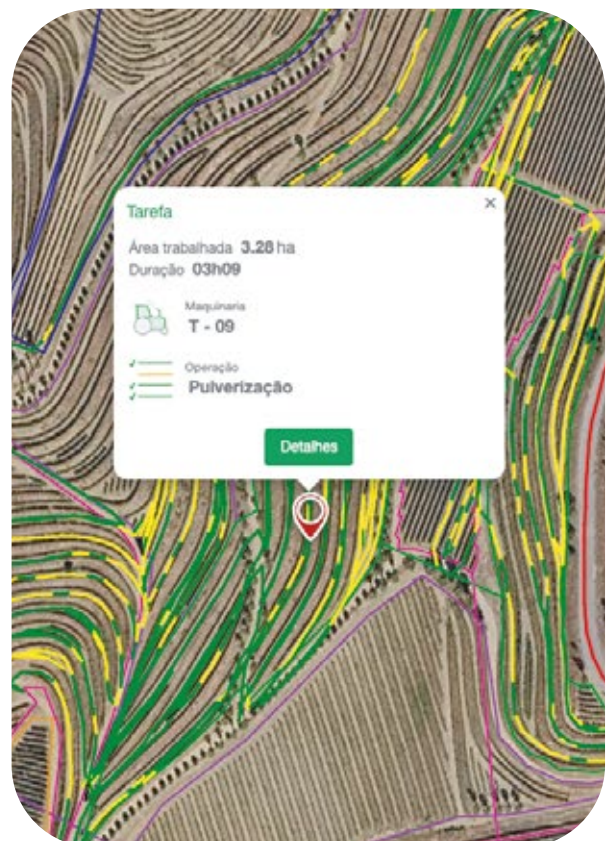 Tarefa
Área trabalhada 3.28 ha
Duração 03h09
Maquinaria
T - 09
Operação
Pulverização
Detalhes